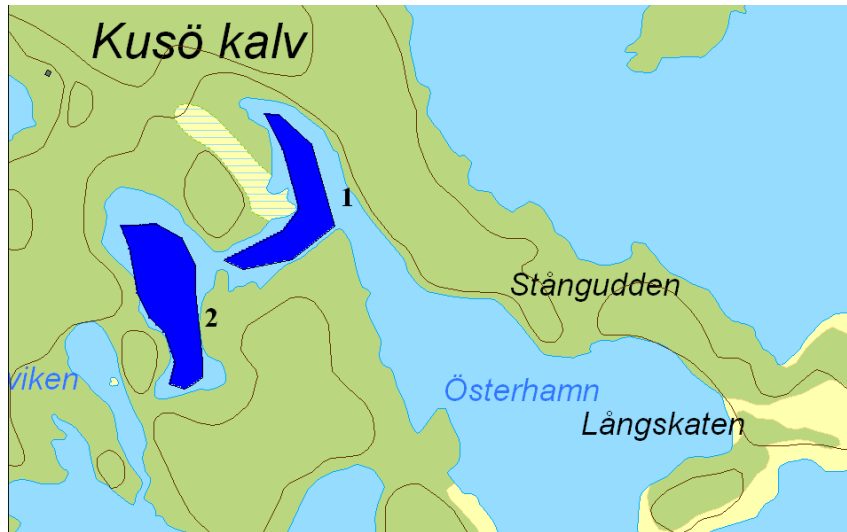 Kusö kalv
1
Stångudden
2
viken
Österhamn
Långskaten